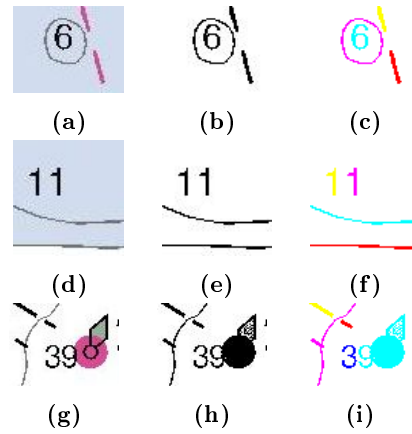 6 6 6
(a) (b) (c)
11 11 11
(d) (e) (f)
39 39 39
(g) (h) (i)